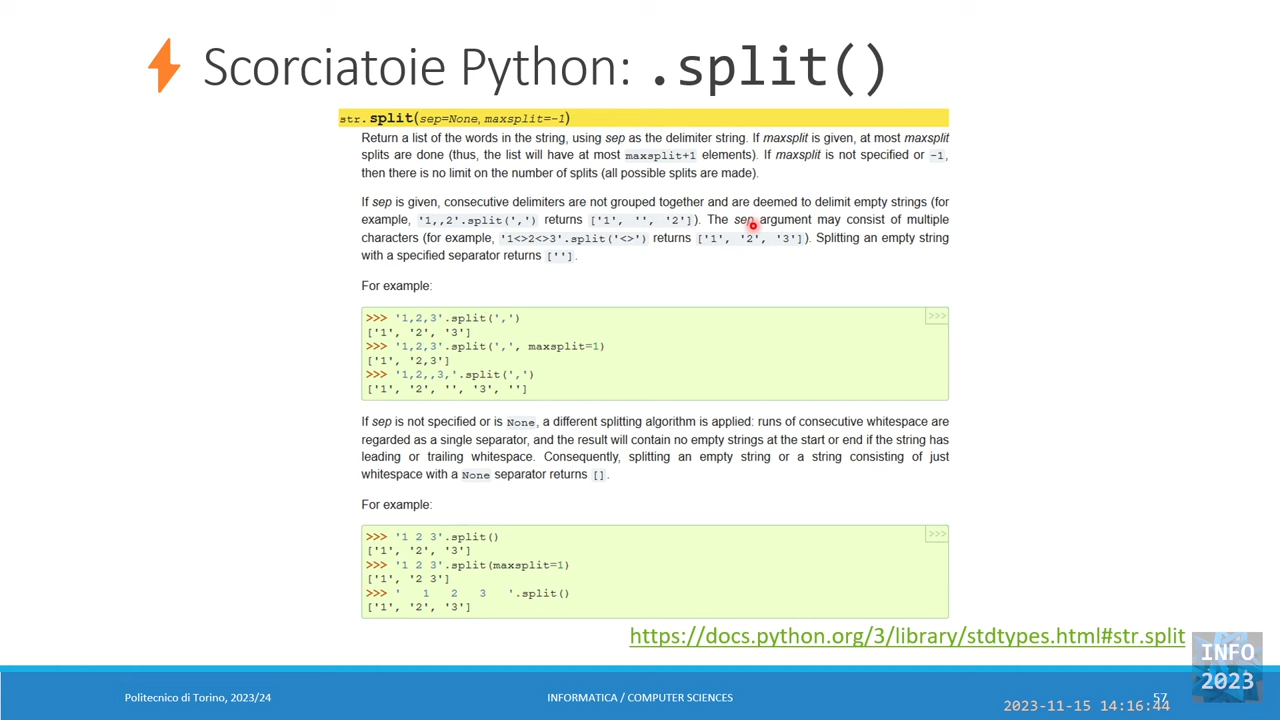 Scorciatoie Python: .split()
str.split(sep=None, maxsplit=-1)
Return a list of the words in the string, using sep as the delimiter string. If maxsplit is given, at most maxsplit
splits are done (thus, the list will have at most maxsplit+1 elements). If maxsplit is not specified or -1,
then there is no limit on the number of splits (all possible splits are made).
If sep is given, consecutive delimiters are not grouped together and are deemed to delimit empty strings (for
example, '1,,2'.split(',') returns ['1', '', '2']). The sep argument may consist of multiple
characters (for example, '1<>2<>3'.split('<>') returns ['1', '2', '3']). Splitting an empty string
with a specified separator returns [''].
For example:
>>> '1,2,3'.split(',')
>>>
['1', '2', '3']
>>> '1,2,3'.split(',', maxsplit=1)
['1', '2,3']
>>> '1,2,,3,'.split(',')
['1', '2', '', '3', '']
If sep is not specified or is None, a different splitting algorithm is applied: runs of consecutive whitespace are
regarded as a single separator, and the result will contain no empty strings at the start or end if the string has
leading or trailing whitespace. Consequently, splitting an empty string or a string consisting of just
whitespace with a None separator returns [].
For example:
>>> '1 2 3'.split()
>>>
['1', '2', '3']
>>> '1 2 3'.split(maxsplit=1)
['1', '2 3']
>>> '   1   2   3   '.split()
['1', '2', '3']
https://docs.python.org/3/library/stdtypes.html#str.split
INFO
2023
Politecnico di Torino, 2023/24
INFORMATICA / COMPUTER SCIENCES
57
2023-11-15 14:16:44